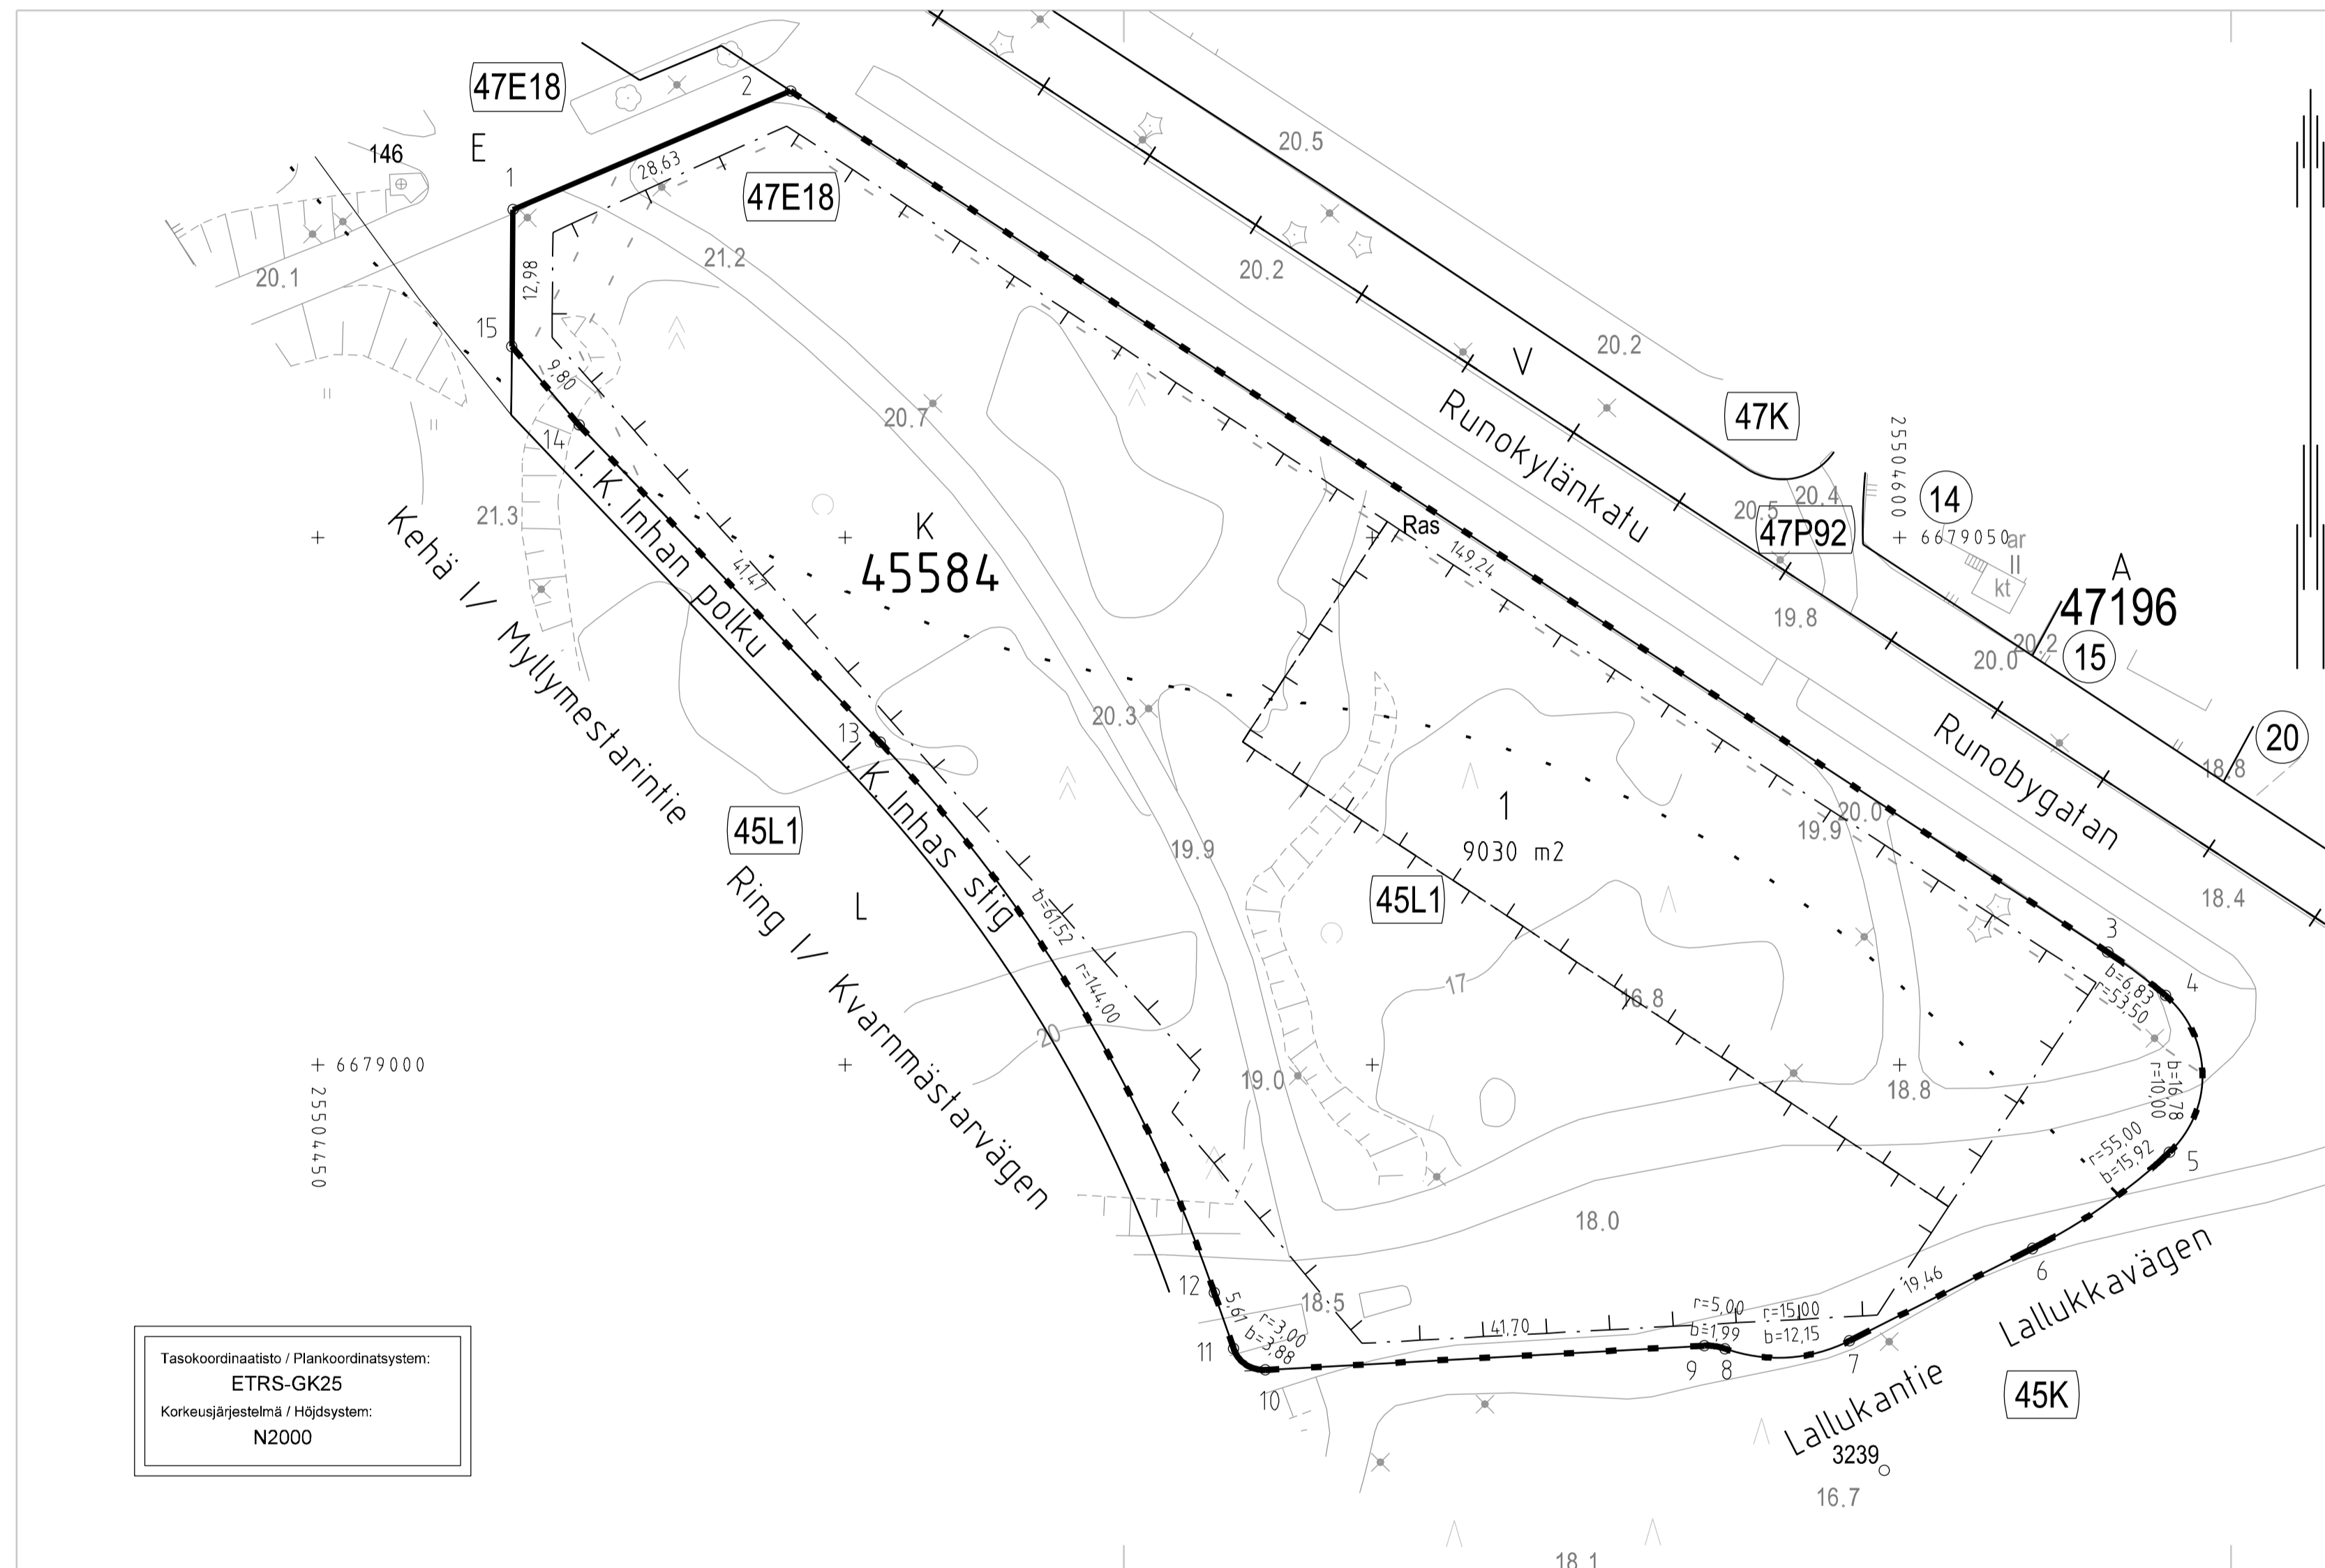 47E18
2
20.5
146
E
1
28,63
47E18
20.1
12,98
21.2
20.2
15
9,80
20.7
V
20.2
Runokylänkatu
47K
25504600
14
6679050
20.5
20.4
47P92
ar
II
kt
14
I.K. Inhan polku
21.3
Kehä I/ Myllymestarintie
K
45584
41,47
Ras
149,24
A
47196
19.8
20.2
20.0
15
20
18.8
Runobygatan
20.3
13
I.K. Inhas stig
45L1
L
Ring I/ Kvarnmästarvägen
19.9
1
9030 m2
45L1
20.0
19.9
18.4
b=61,52
r=144,00
20
17
16.8
3
4
b=6,83
r=53,50
b=16,78
r=10,00
6679000
25504450
19.0
18.8
r=55,00
b=15,92
5
18.0
6
Lallukkavägen
19,46
12
5,61
r=3,00
b=3,88
18.5
41,70
r=5,00
b=1,99
r=15,00
b=12,15
11
10
9
8
7
Lallukantie
45K
3239
16.7
18.1
Tasokoordinaatisto / Plankoordinatsystem:
ETRS-GK25
Korkeusjärjestelmä / Höjdsystem:
N2000